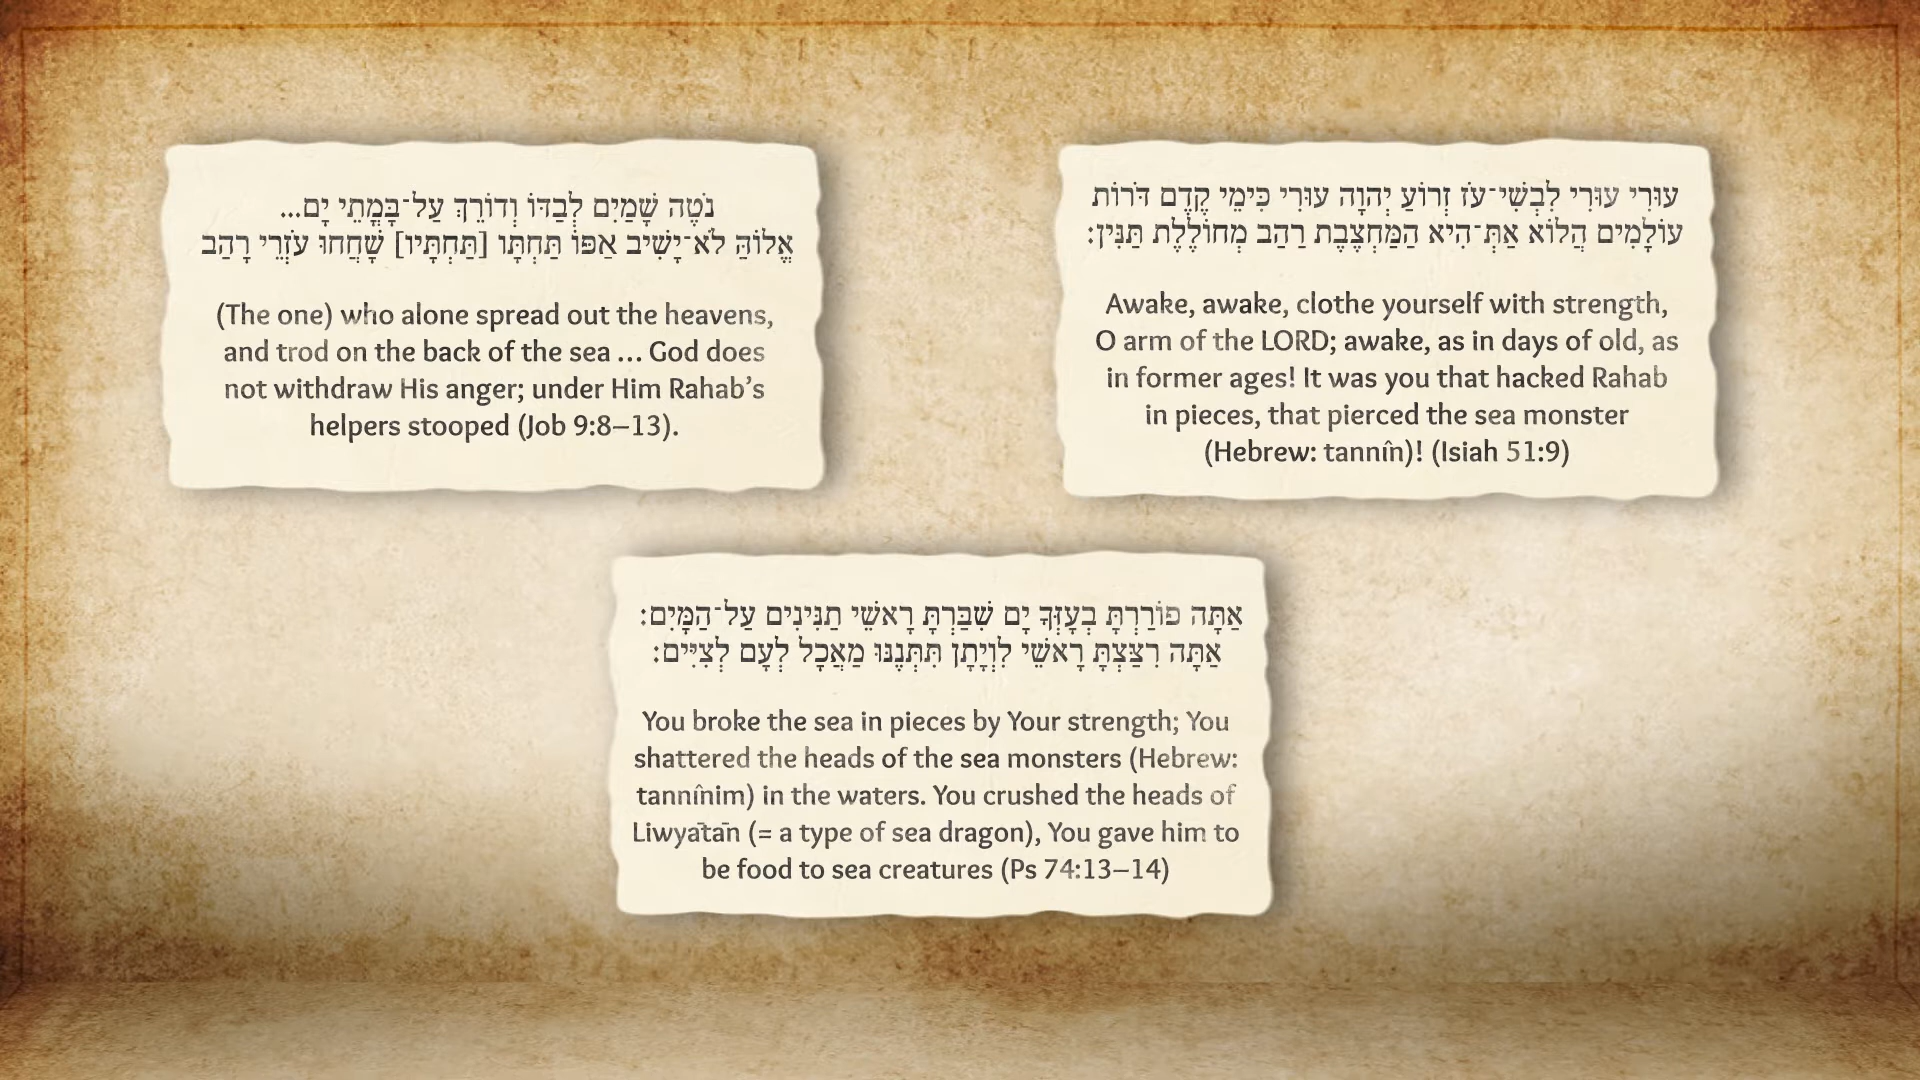 נֹטֶה שָׁמַיִם לְבַדּוֹ וְדוֹרֵךְ עַל־בָּמֳתֵי יָם...
אֱלוֹהַּ לֹא־יָשִׁיב אַפּוֹ תַּחְתָּו [תַּחְתָּיו] שָׁחֲחוּ עֹזְרֵי רָהַב
(The one) who alone spread out the heavens,
and trod on the back of the sea … God does
not withdraw His anger; under Him Rahab’s
helpers stooped (Job 9:8–13).
עוּרִי עוּרִי לִבְשִׁי־עֹז זְרוֹעַ יְהוָה עוּרִי כִּימֵי קֶדֶם דֹּרוֹת
עוֹלָמִים הֲלוֹא אַתְּ־הִיא הַמַּחְצֶבֶת רַהַב מְחוֹלֶלֶת תַּנִּין:
Awake, awake, clothe yourself with strength,
O arm of the LORD; awake, as in days of old, as
in former ages! It was you that hacked Rahab
in pieces, that pierced the sea monster
(Hebrew: tannîn)! (Isiah 51:9)
אַתָּה פוֹרַרְתָּ בְעָזְּךָ יָם שִׁבַּרְתָּ רָאשֵׁי תַנִּינִים עַל־הַמָּיִם:
אַתָּה רִצַּצְתָּ רָאשֵׁי לִוְיָתָן תִּתְּנֶנּוּ מַאֲכָל לְעָם לְצִיִּים:
You broke the sea in pieces by Your strength; You
shattered the heads of the sea monsters (Hebrew:
tannînim) in the waters. You crushed the heads of
Liwyātān (= a type of sea dragon), You gave him to
be food to sea creatures (Ps 74:13–14)